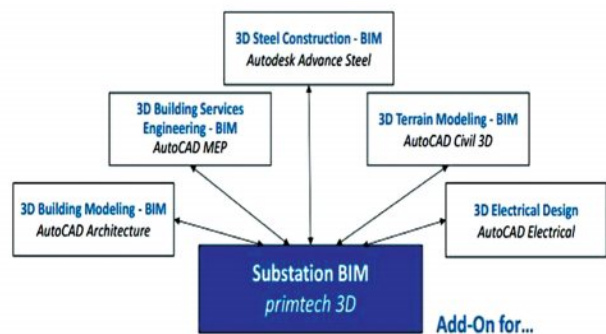 3D Steel Construction - BIM
Autodesk Advance Steel
3D Building Services
Engineering - BIM
AutoCAD MEP
3D Terrain Modeling - BIM
AutoCAD Civil 3D
3D Building Modeling - BIM
AutoCAD Architecture
3D Electrical Design
AutoCAD Electrical
Substation BIM
primtech 3D
Add-On for...